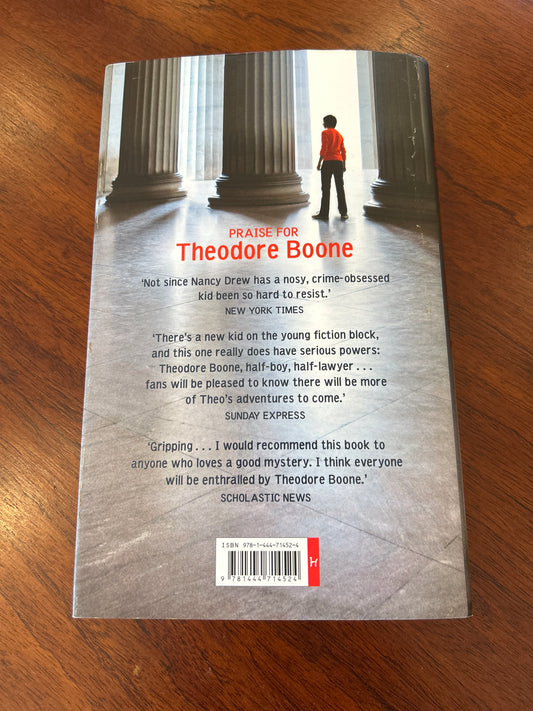 PRAISE FOR
Theodore Boone
‘Not since Nancy Drew has a nosy, crime-obsessed
kid been so hard to resist.’
NEW YORK TIMES
‘There's a new kid on the young fiction block,
and this one really does have serious powers:
Theodore Boone, half-boy, half-lawyer . . .
fans will be pleased to know there will be more
of Theo's adventures to come.’
SUNDAY EXPRESS
‘Gripping . . . I would recommend this book to
anyone who loves a good mystery. I think everyone
will be enthralled by Theodore Boone.’
SCHOLASTIC NEWS
ISBN 978-1-444-71452-4
9 781444 714524
H